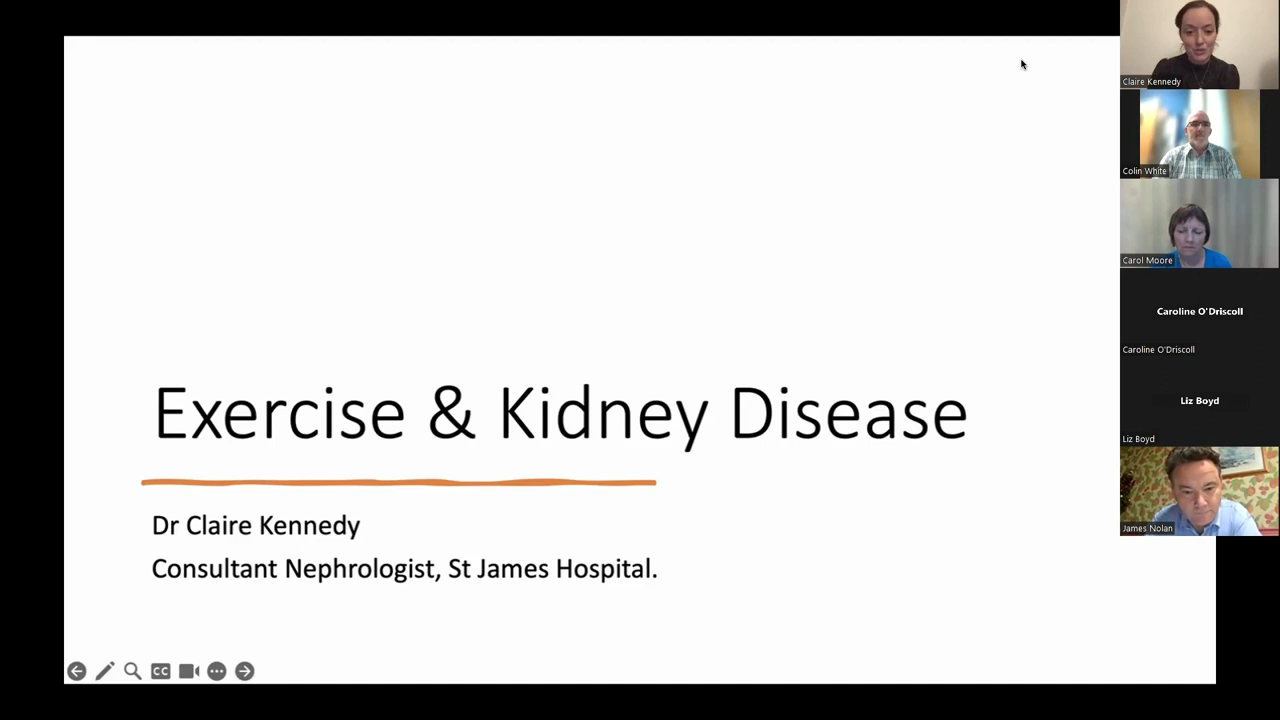 Exercise & Kidney Disease
Dr Claire Kennedy
Consultant Nephrologist, St James Hospital.
CC
Claire Kennedy
Colin White
Carol Moore
Caroline O'Driscoll
Caroline O'Driscoll
Liz Boyd
Liz Boyd
James Nolan